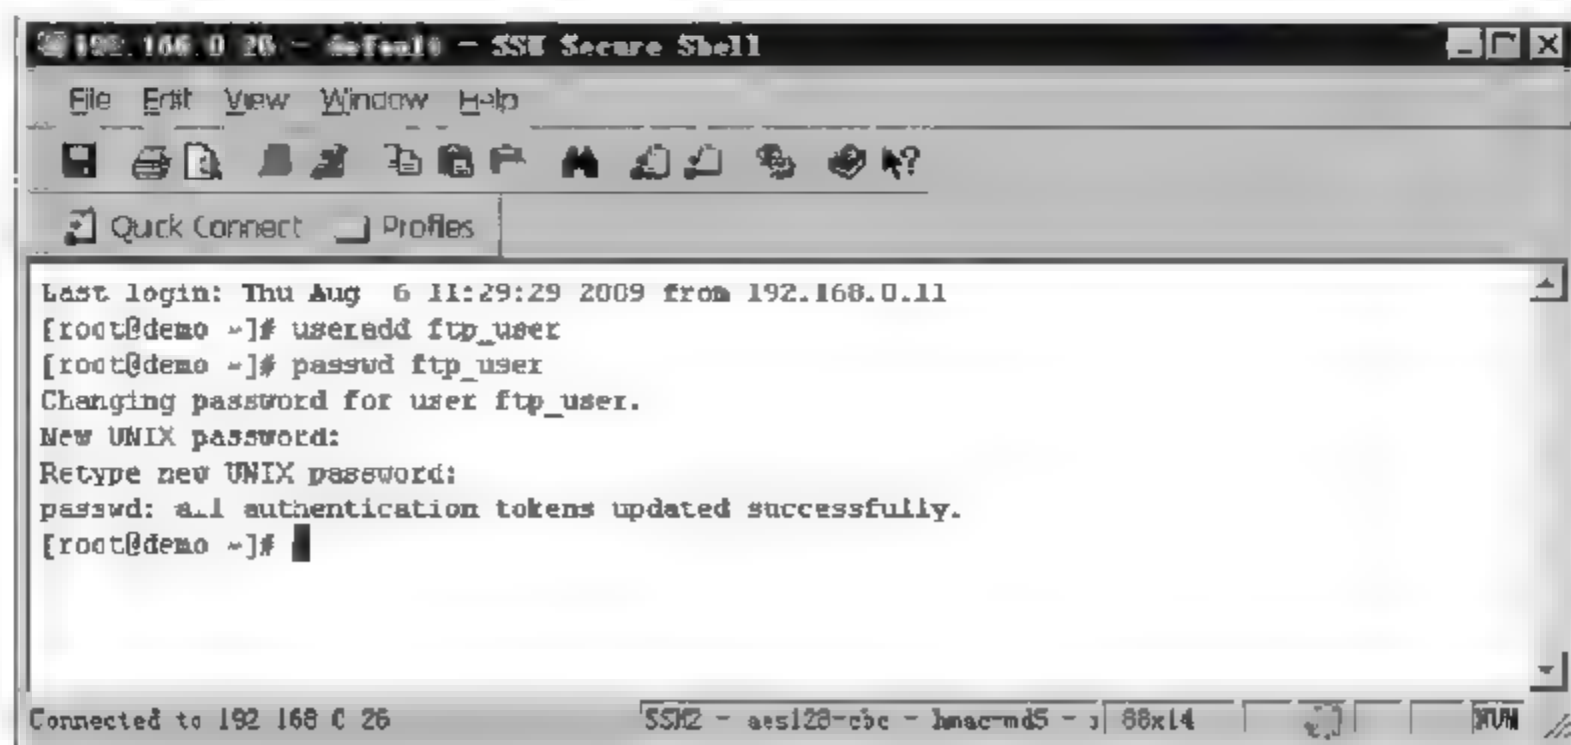 192.168.0.26 - default - SSH Secure Shell
File Edit View Window Help
Quick Connect Profiles
Last login: Thu Aug  6 11:29:29 2009 from 192.168.0.11
[root@demo ~]# useradd ftp_user
[root@demo ~]# passwd ftp_user
Changing password for user ftp_user.
New UNIX password:
Retype new UNIX password:
passwd: all authentication tokens updated successfully.
[root@demo ~]#
Connected to 192.168.0.26
SSH2 - aes128-cbc - hmac-md5 - 88x14 NUM